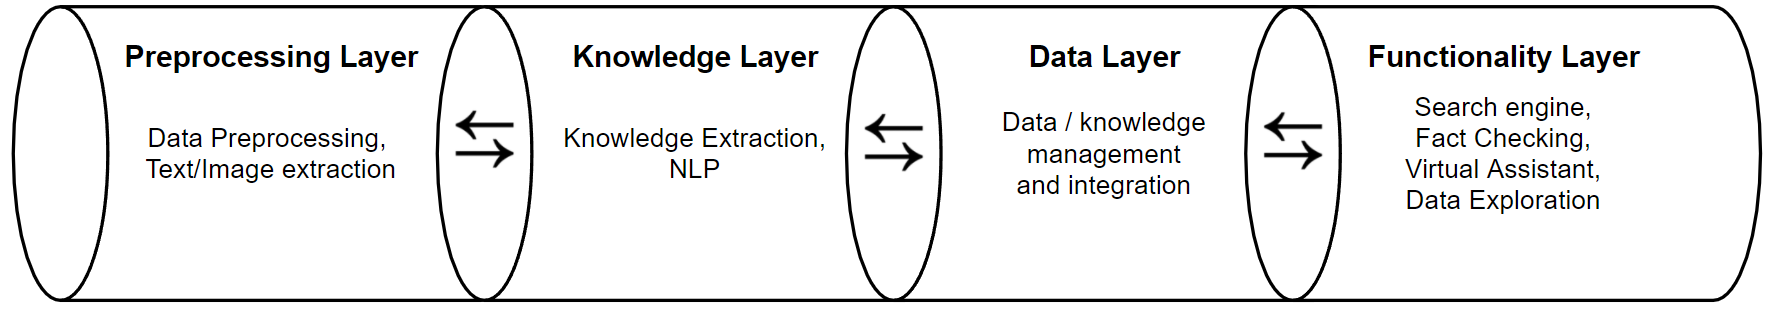 Preprocessing Layer
Data Preprocessing,
Text/Image extraction
Knowledge Layer
Knowledge Extraction,
NLP
Data Layer
Data / knowledge
management
and integration
Functionality Layer
Search engine,
Fact Checking,
Virtual Assistant,
Data Exploration